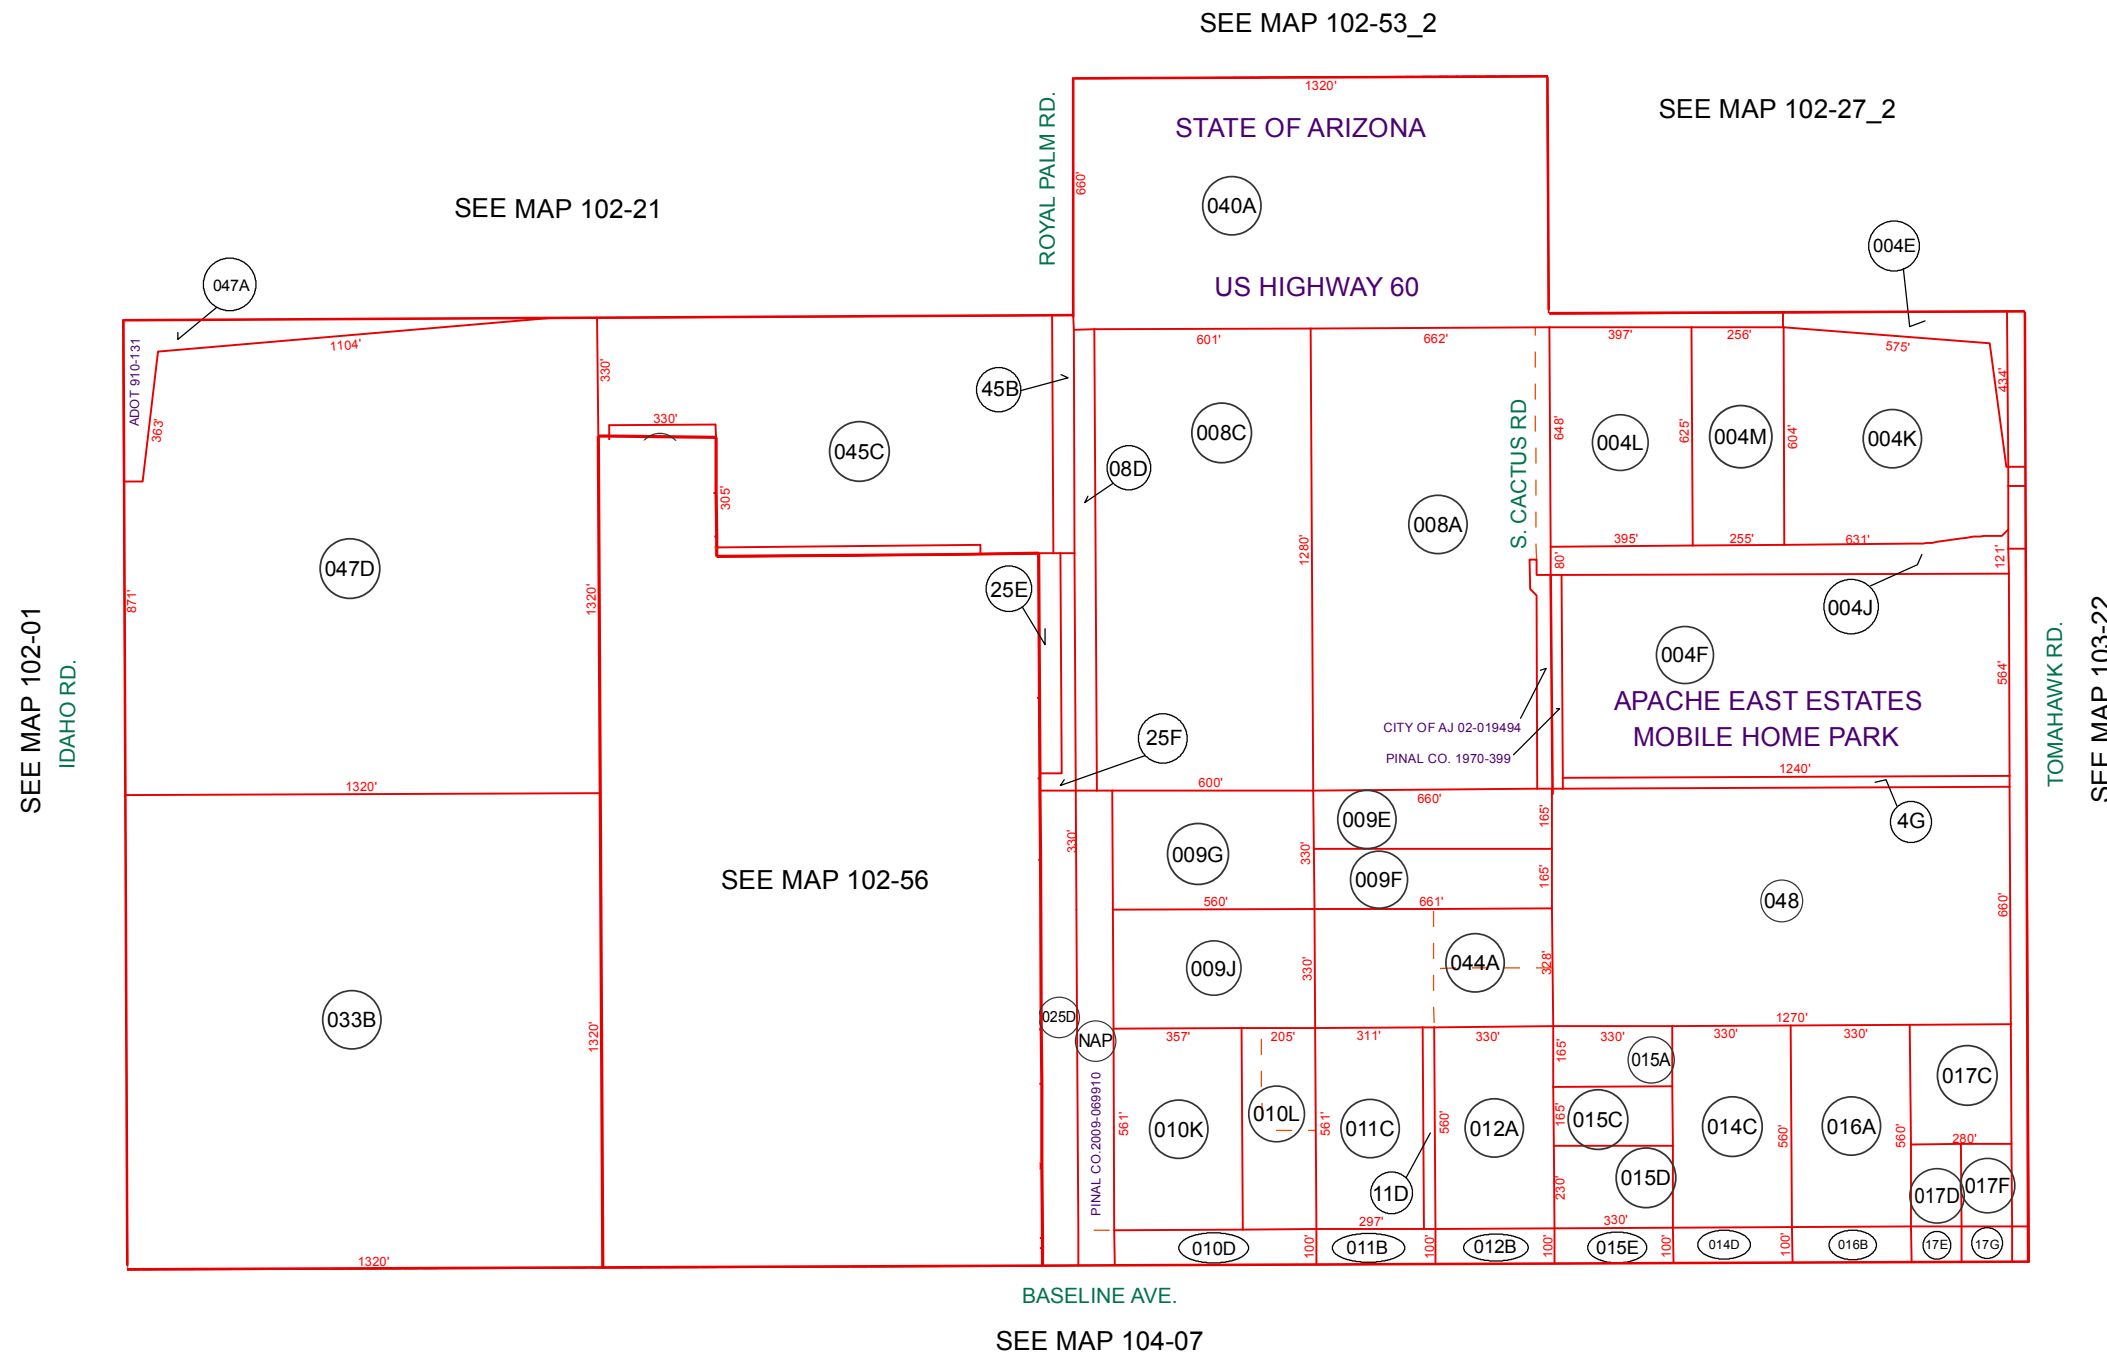 SEE MAP 102-53_2
1320'
SEE MAP 102-27_2
STATE OF ARIZONA
ROYAL PALM RD.
660'
040A
SEE MAP 102-21
004E
047A
US HIGHWAY 60
1104'
ADOT 910-131
363'
330'
330'
601'
662'
397'
256'
575'
434'
45B
045C
008C
S. CACTUS RD
648'
004L
625'
004M
604'
004K
08D
305'
008A
047D
1280'
395'
255'
631'
80'
121'
25E
871'
1320'
004J
SEE MAP 102-01
IDAHO RD.
004F
564'
TOMAHAWK RD.
SEE MAP 103-22
APACHE EAST ESTATES
MOBILE HOME PARK
CITY OF AJ 02-019494
PINAL CO. 1970-399
25F
1240'
1320'
600'
660'
009E
165'
4G
330'
009G
330'
SEE MAP 102-56
009F
165'
048
560'
661'
660'
009J
330'
044A
328'
033B
1320'
025D
NAP
1270'
357'
205'
311'
330'
330'
330'
330'
165'
015A
017C
PINAL CO.2009-069910
561'
010K
010L
561'
011C
560'
012A
165'
015C
014C
560'
016A
560'
280'
11D
230'
015D
017D
017F
297'
330'
010D
100'
011B
100'
012B
100'
015E
100'
014D
100'
016B
17E
17G
1320'
BASELINE AVE.
SEE MAP 104-07